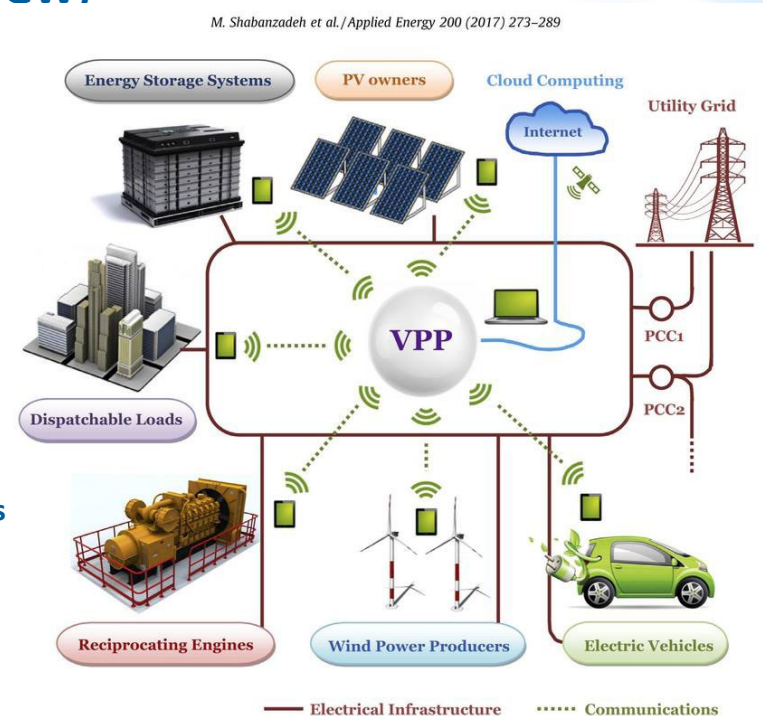 M. Shabanzadeh et al. / Applied Energy 200 (2017) 273–289
Energy Storage Systems
PV owners
Cloud Computing
Internet
Utility Grid
VPP
PCC1
PCC2
Dispatchable Loads
Reciprocating Engines
Wind Power Producers
Electric Vehicles
Electrical Infrastructure
Communications